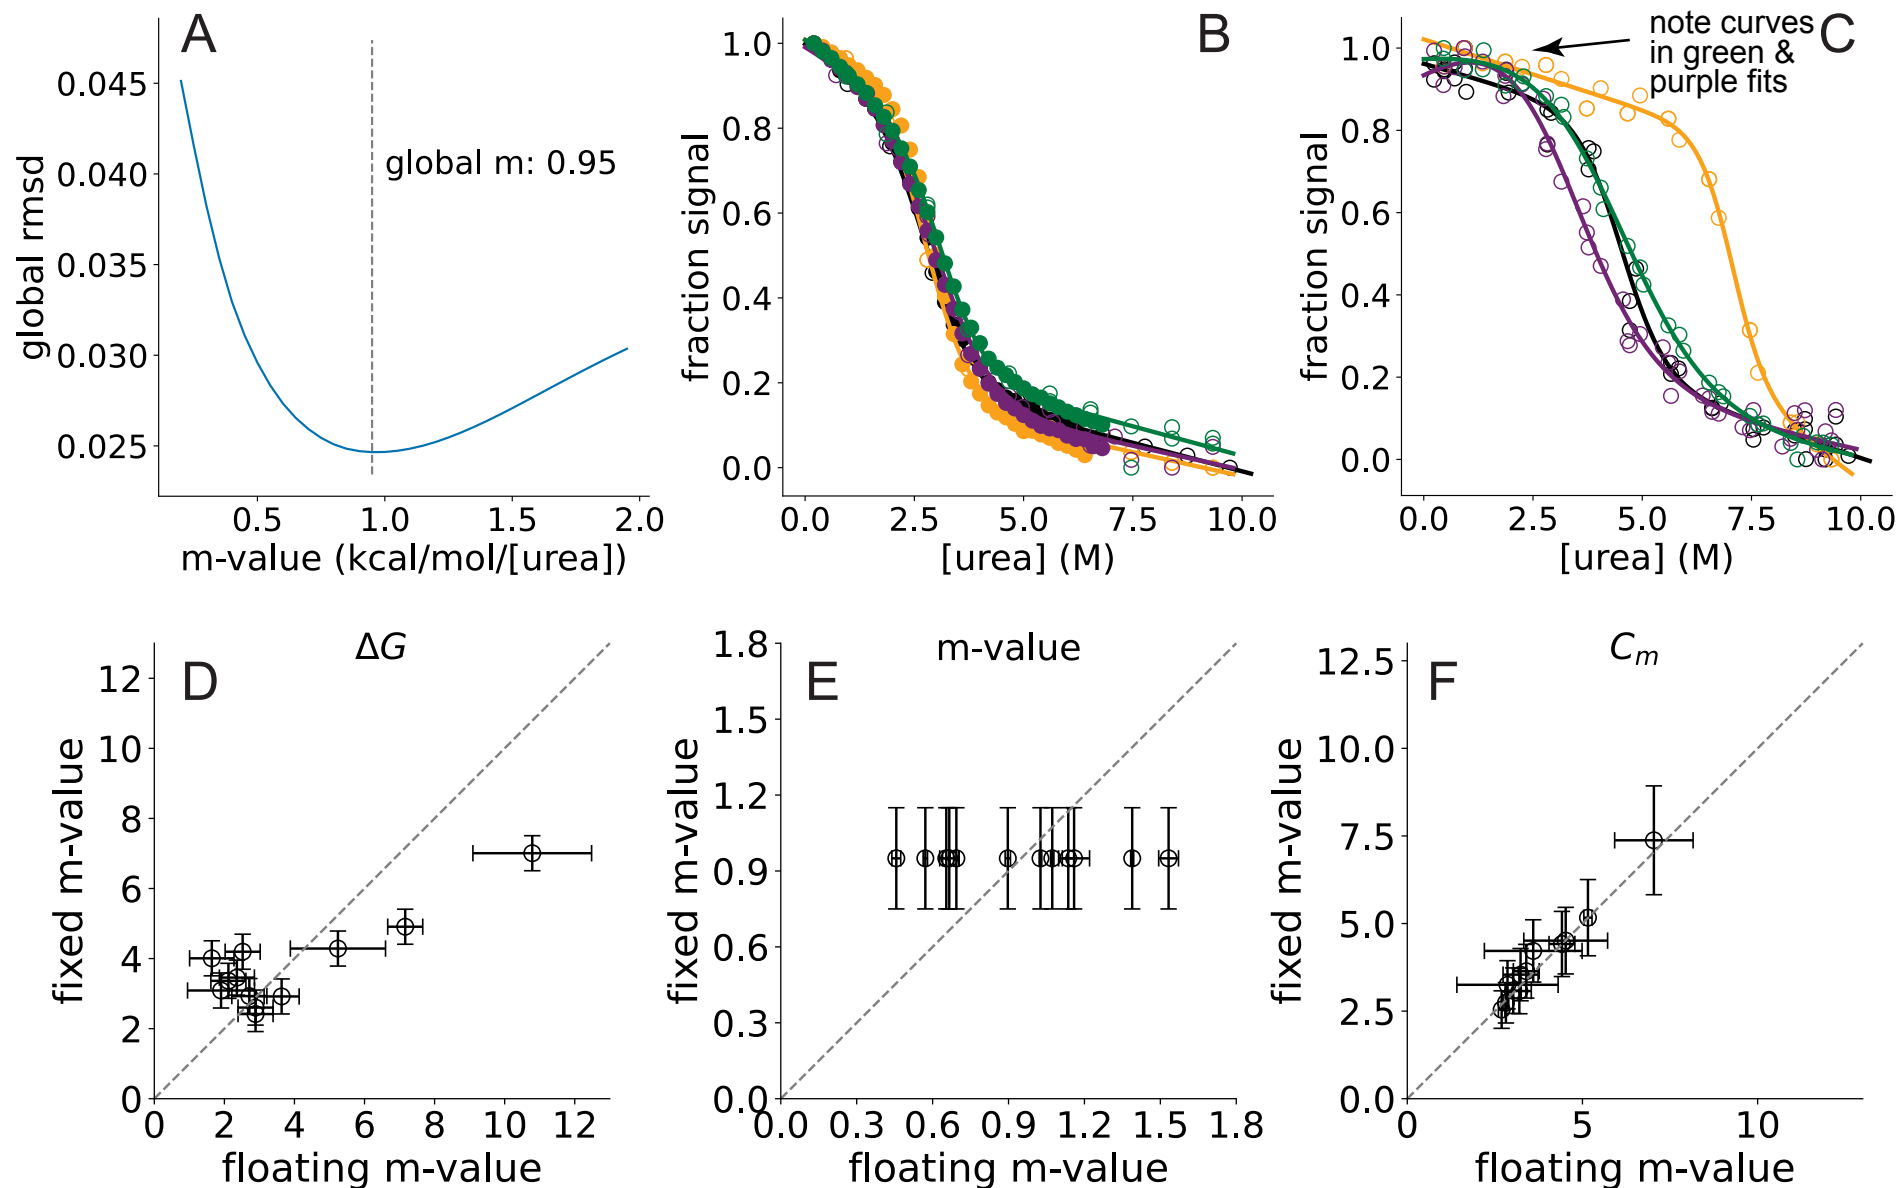 A
0.045
0.040
0.035
0.030
0.025
global rmsd
global m: 0.95
0.5
1.0
1.5
2.0
m-value (kcal/mol/[urea])
B
1.0
0.8
0.6
0.4
0.2
0.0
fraction signal
0.0
2.5
5.0
7.5
10.0
[urea] (M)
C
note curves
in green &
purple fits
1.0
0.8
0.6
0.4
0.2
0.0
fraction signal
0.0
2.5
5.0
7.5
10.0
[urea] (M)
ΔG
D
12
10
8
6
4
2
0
fixed m-value
0
2
4
6
8
10
12
floating m-value
m-value
E
1.8
1.5
1.2
0.9
0.6
0.3
0.0
fixed m-value
0.0
0.3
0.6
0.9
1.2
1.5
1.8
floating m-value
Cm
F
12.5
10.0
7.5
5.0
2.5
0.0
fixed m-value
0
5
10
floating m-value